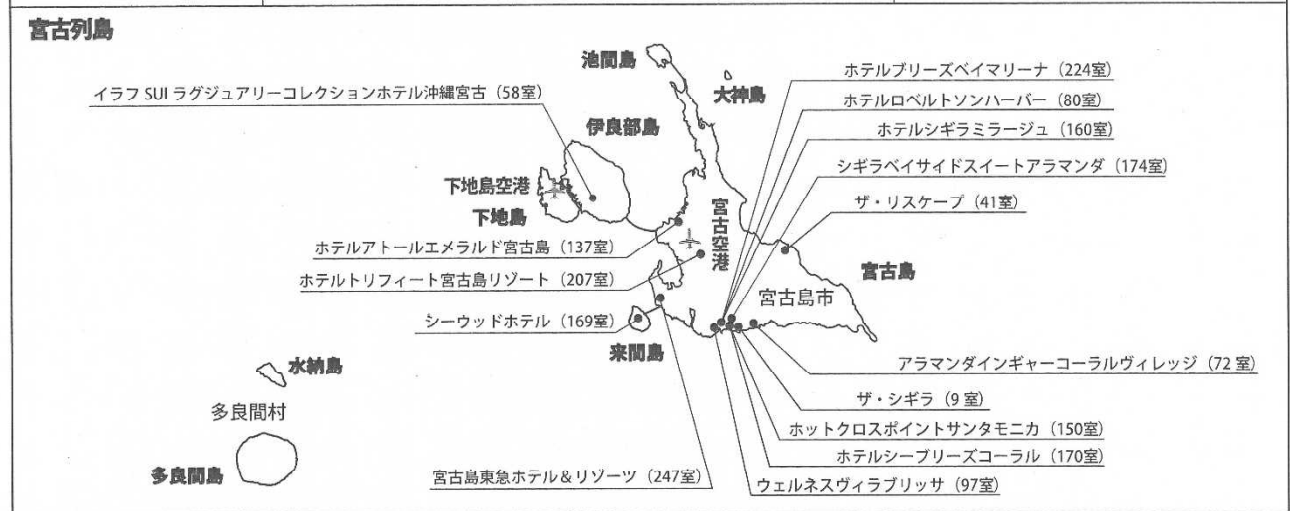 宮古列島
池間島
ホテルブリーズベイマリーナ（224室）
イラフ SUI ラグジュアリーコレクションホテル沖縄宮古（58室）
大神島
ホテルロベルトソンハーバー（80室）
伊良部島
ホテルシギラミラージュ（160室）
シギラベイサイドスイートアラマンダ（174室）
下地島空港
下地島
宮古空港
ザ・リスケープ（41室）
ホテルアトールエメラルド宮古島（137室）
宮古島
ホテルトリフィート宮古島リゾート（207室）
宮古島市
シーウッドホテル（169室）
来間島
水納島
アラマンダインギャーコーラルヴィレッジ（72 室）
多良間村
ザ・シギラ（9 室）
ホットクロスポイントサンタモニカ（150室）
ホテルシーブリーズコーラル（170室）
多良間島
宮古島東急ホテル＆リゾーツ（247室）
ウェルネスヴィラブリッサ（97室）